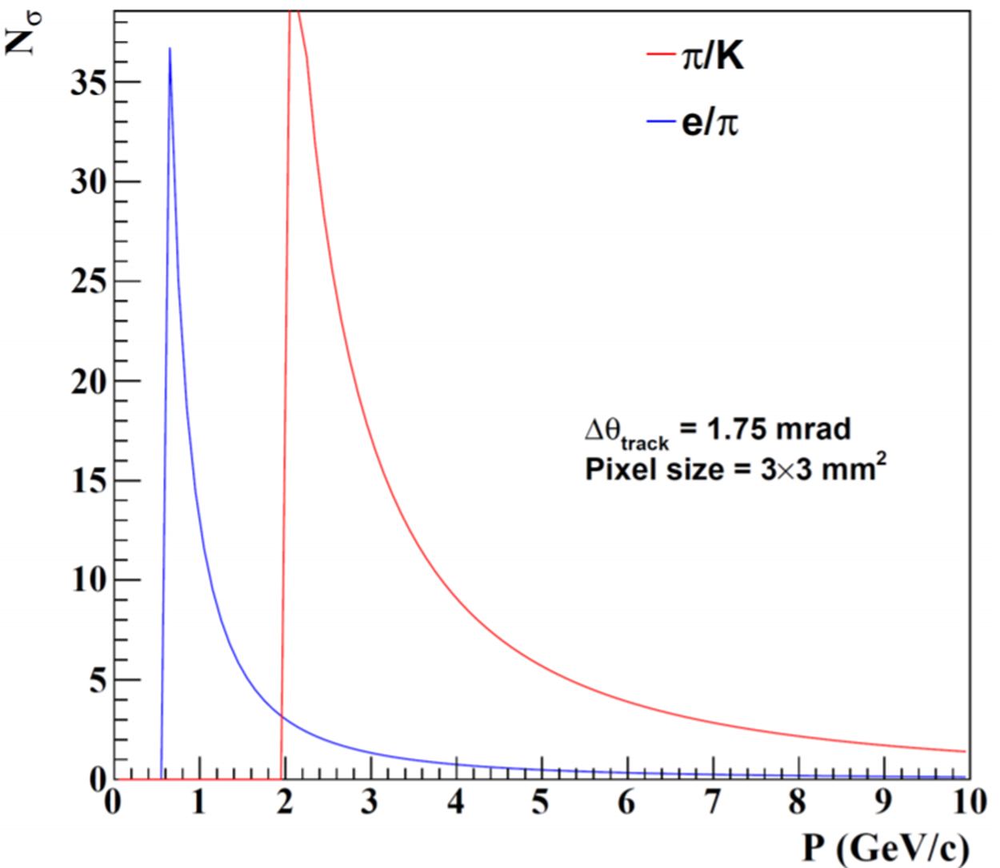 Nσ
π/K
e/π
35
30
25
20
15
10
5
0
Δθtrack = 1.75 mrad
Pixel size = 3×3 mm²
0 1 2 3 4 5 6 7 8 9 10
P (GeV/c)